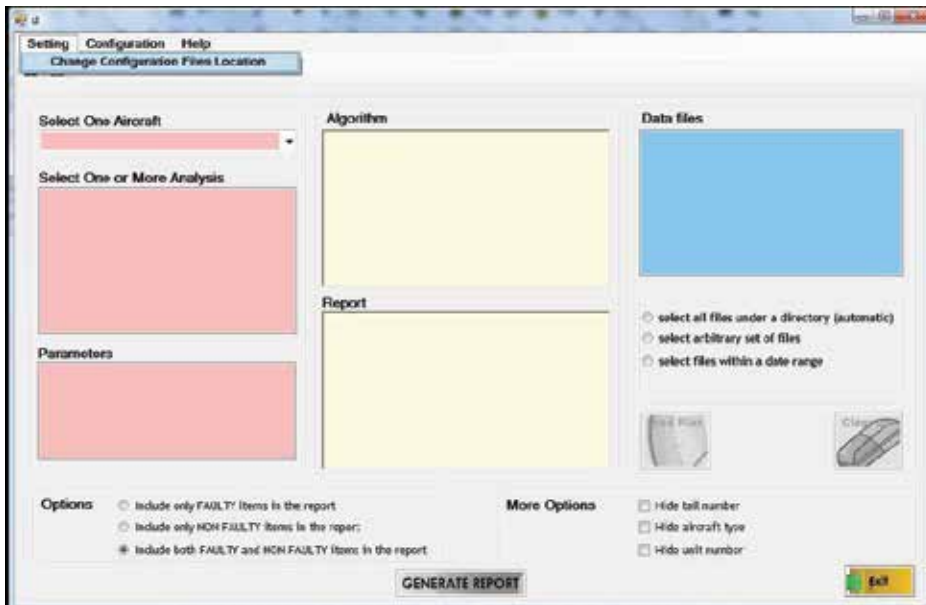 Setting Configuration Help
Change Configuration Files Location
Select One Aircraft
Algorithm
Data files
Select One or More Analysis
Report
select all files under a directory (automatic)
select arbitrary set of files
select files within a date range
Parameters
Options
Include only FAULTY items in the report
Include only NON FAULTY items in the report
Include both FAULTY and NON FAULTY items in the report
More Options
Hide tail number
Hide aircraft type
Hide unit number
GENERATE REPORT
Exit